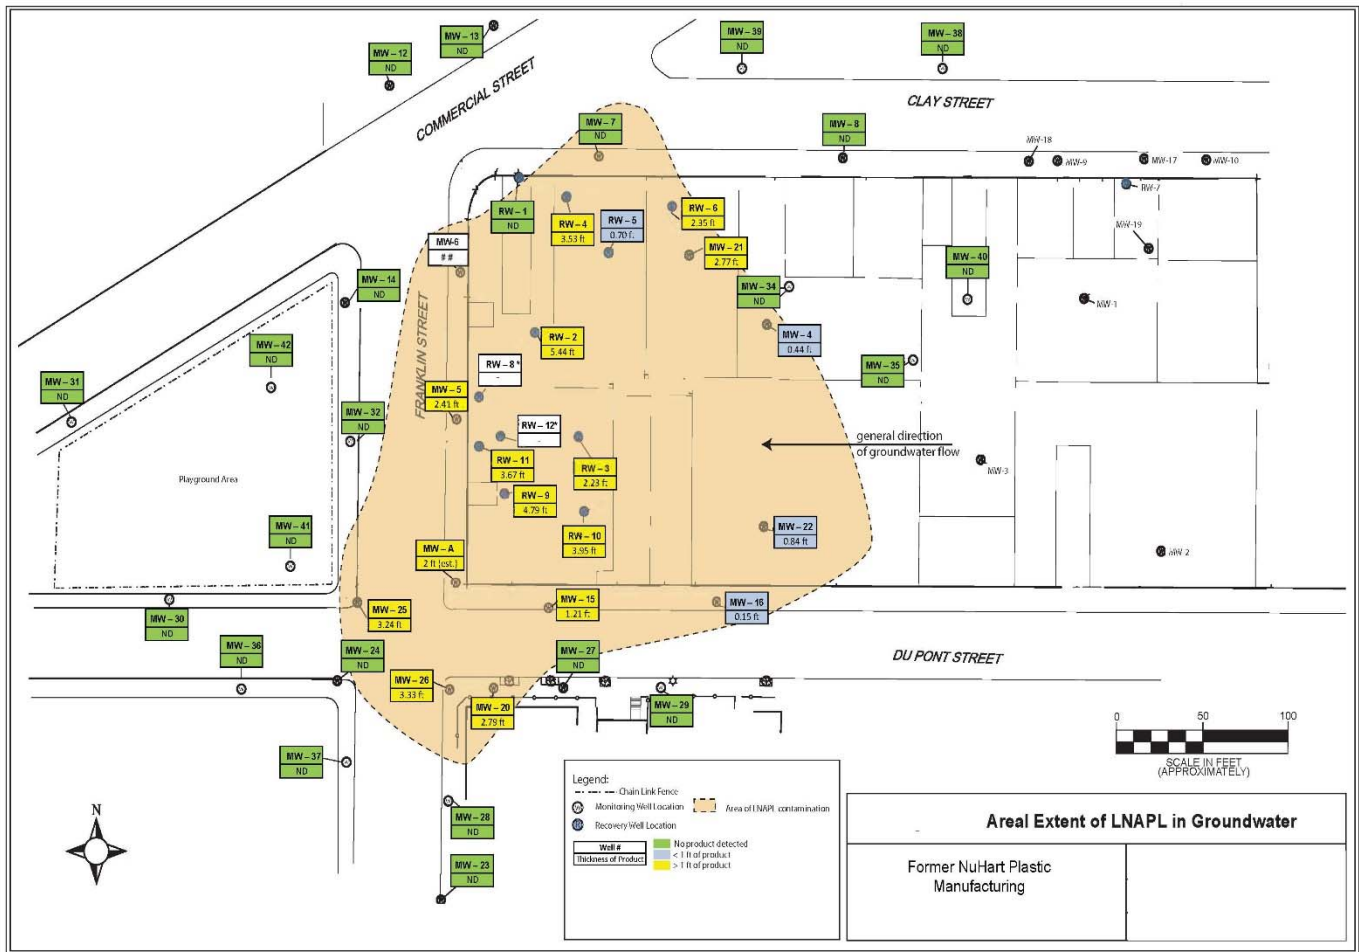 MW – 13
ND
MW – 39
ND
MW – 38
ND
MW – 12
ND
COMMERCIAL STREET
CLAY STREET
MW – 7
ND
MW – 8
ND
MW-18
MW-9
MW-17
MW-10
RW-7
RW – 1
ND
RW – 4
3.53 ft
RW – 5
0.70 ft.
RW – 6
2.35 ft
MW-19
MW-6
##
MW – 21
2.77 ft.
MW – 40
ND
MW – 14
ND
MW – 34
ND
MW-1
FRANKLIN STREET
RW – 2
5.44 ft
MW – 4
0.44 ft.
MW – 42
ND
RW – 8 *
-
MW – 35
ND
MW – 31
ND
MW – 5
2.41 ft
MW – 32
ND
RW – 12*
-
general direction
of groundwater flow
RW – 11
3.67 ft
RW – 3
2.23 ft.
MW-3
Playground Area
RW – 9
4.79 ft
MW – 41
ND
RW – 10
3.95 ft
MW – 22
0.84 ft
MW – A
2 ft (est.)
MW-2
MW – 30
ND
MW – 25
3.24 ft
MW – 15
1.21 ft
MW – 16
0.15 ft
MW – 36
ND
MW – 24
ND
MW – 27
ND
DU PONT STREET
MW – 26
3.33 ft
MW – 20
2.79 ft
MW – 29
ND
0 50 100
SCALE IN FEET
(APPROXIMATELY)
MW – 37
ND
MW – 28
ND
MW – 23
ND
N
Legend:
Chain Link Fence
Monitoring Well Location
Area of LNAPL contamination
Recovery Well Location
Well #
Thickness of Product
No product detected
< 1 ft of product
> 1 ft of product
Areal Extent of LNAPL in Groundwater
Former NuHart Plastic
Manufacturing